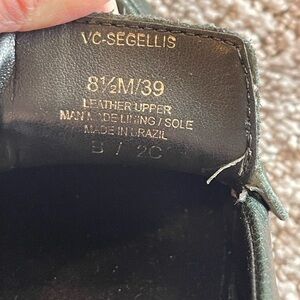 VC-SEGELLIS
8½M/39
LEATHER UPPER
MAN MADE LINING / SOLE
MADE IN BRAZIL
B / 2C